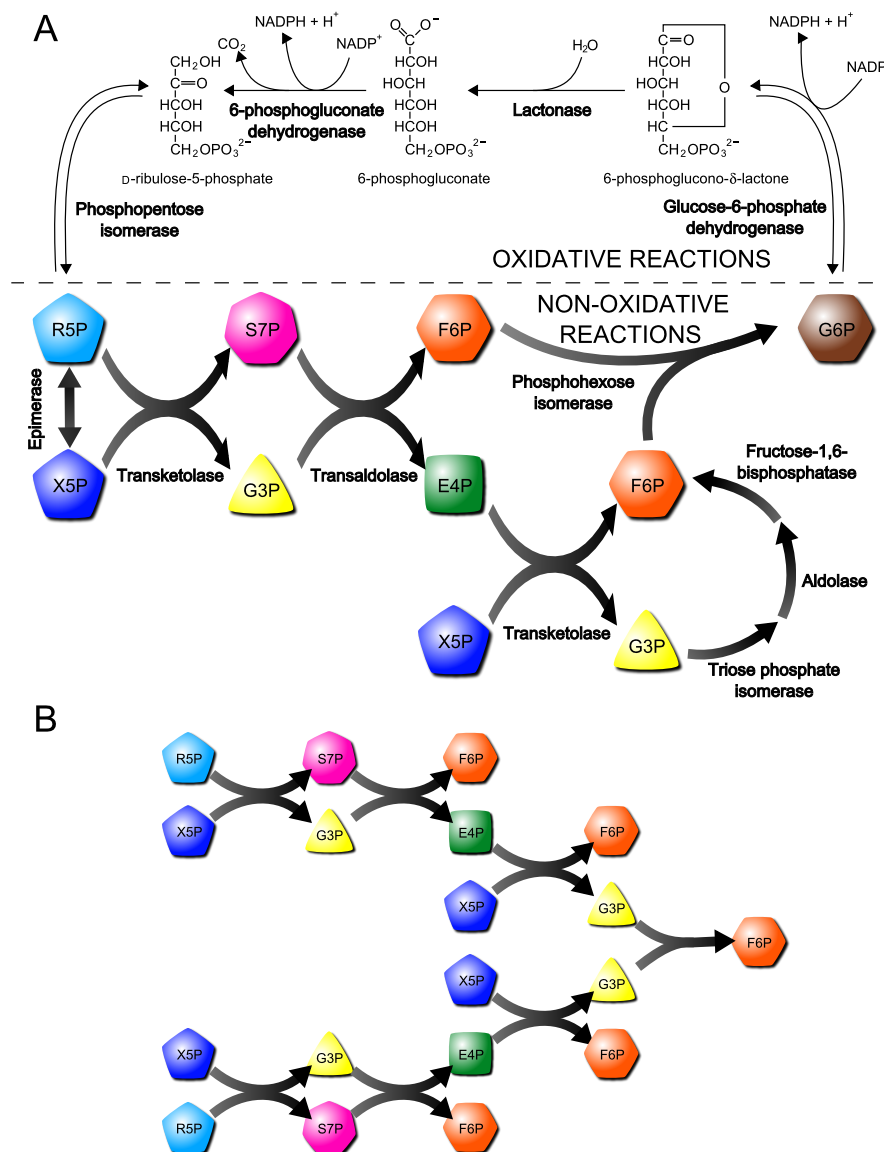 A
NADPH + H+
CO2
NADP+
CH2OH
C=O
HCOH
HCOH
CH2OPO3 2−
D-ribulose-5-phosphate
6-phosphogluconate
dehydrogenase
O O−
C
HCOH
HOCH
HCOH
HCOH
CH2OPO3 2−
6-phosphogluconate
H2O
Lactonase
C=O
HCOH
HOCH
HCOH
HC
O
CH2OPO3 2−
6-phosphoglucono-δ-lactone
NADPH + H+
NADP
Phosphopentose
isomerase
Glucose-6-phosphate
dehydrogenase
OXIDATIVE REACTIONS
NON-OXIDATIVE
REACTIONS
R5P
S7P
F6P
G6P
Epimerase
Phosphohexose
isomerase
X5P
Transketolase
G3P
Transaldolase
E4P
F6P
Fructose-1,6-
bisphosphatase
Aldolase
X5P
Transketolase
G3P
Triose phosphate
isomerase
B
R5P
S7P
F6P
X5P
G3P
E4P
F6P
X5P
G3P
F6P
X5P
G3P
X5P
G3P
E4P
F6P
R5P
S7P
F6P